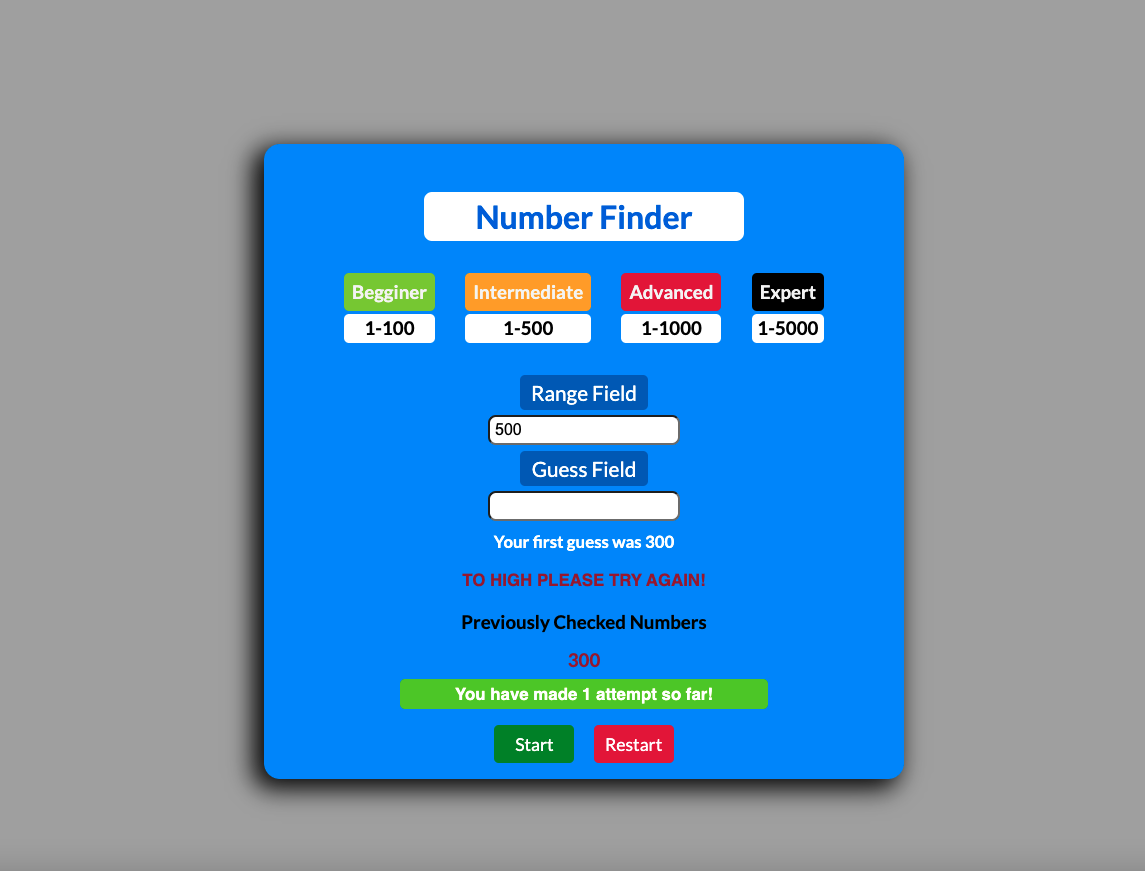 Number Finder
Begginer Intermediate Advanced Expert
1-100 1-500 1-1000 1-5000
Range Field
500
Guess Field
Your first guess was 300
TO HIGH PLEASE TRY AGAIN!
Previously Checked Numbers
300
You have made 1 attempt so far!
Start Restart